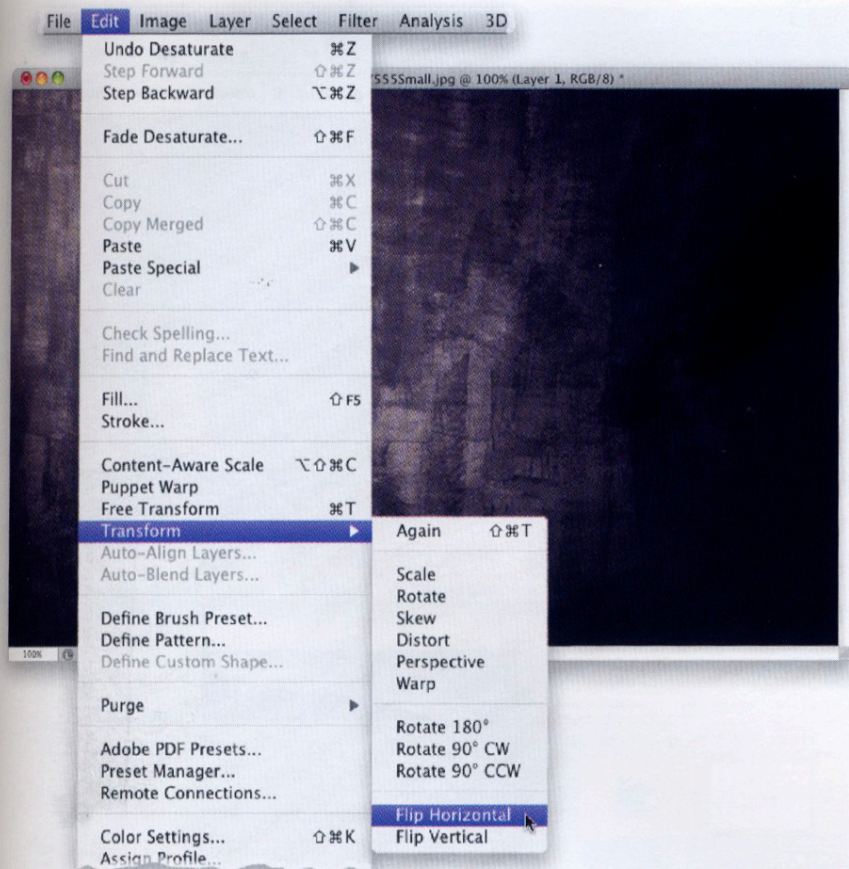 File Edit Image Layer Select Filter Analysis 3D
Undo Desaturate ⌘Z
Step Forward ⇧⌘Z
Step Backward ⌥⌘Z
555Small.jpg @ 100% (Layer 1, RGB/8) *
Fade Desaturate... ⇧⌘F
Cut ⌘X
Copy ⌘C
Copy Merged ⇧⌘C
Paste ⌘V
Paste Special ▶
Clear
Check Spelling...
Find and Replace Text...
Fill... ⇧F5
Stroke...
Content-Aware Scale ⌥⇧⌘C
Puppet Warp
Free Transform ⌘T
Transform ▶
Auto-Align Layers...
Auto-Blend Layers...
Define Brush Preset...
Define Pattern...
Define Custom Shape...
Purge ▶
Adobe PDF Presets...
Preset Manager...
Remote Connections...
Color Settings... ⇧⌘K
Assign Profile...
Again ⇧⌘T
Scale
Rotate
Skew
Distort
Perspective
Warp
Rotate 180°
Rotate 90° CW
Rotate 90° CCW
Flip Horizontal
Flip Vertical
100%